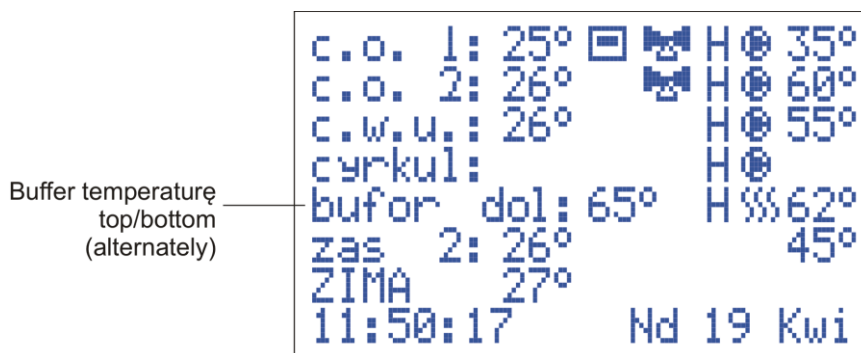 Buffer temperaturę
top/bottom
(alternately)
c.o. 1: 25° H 35°
c.o. 2: 26° H 60°
c.w.u.: 26° H 55°
cyrkul: H
bufor dol: 65° H 62°
zas 2: 26° 45°
ZIMA 27°
11:50:17 Nd 19 Kwi